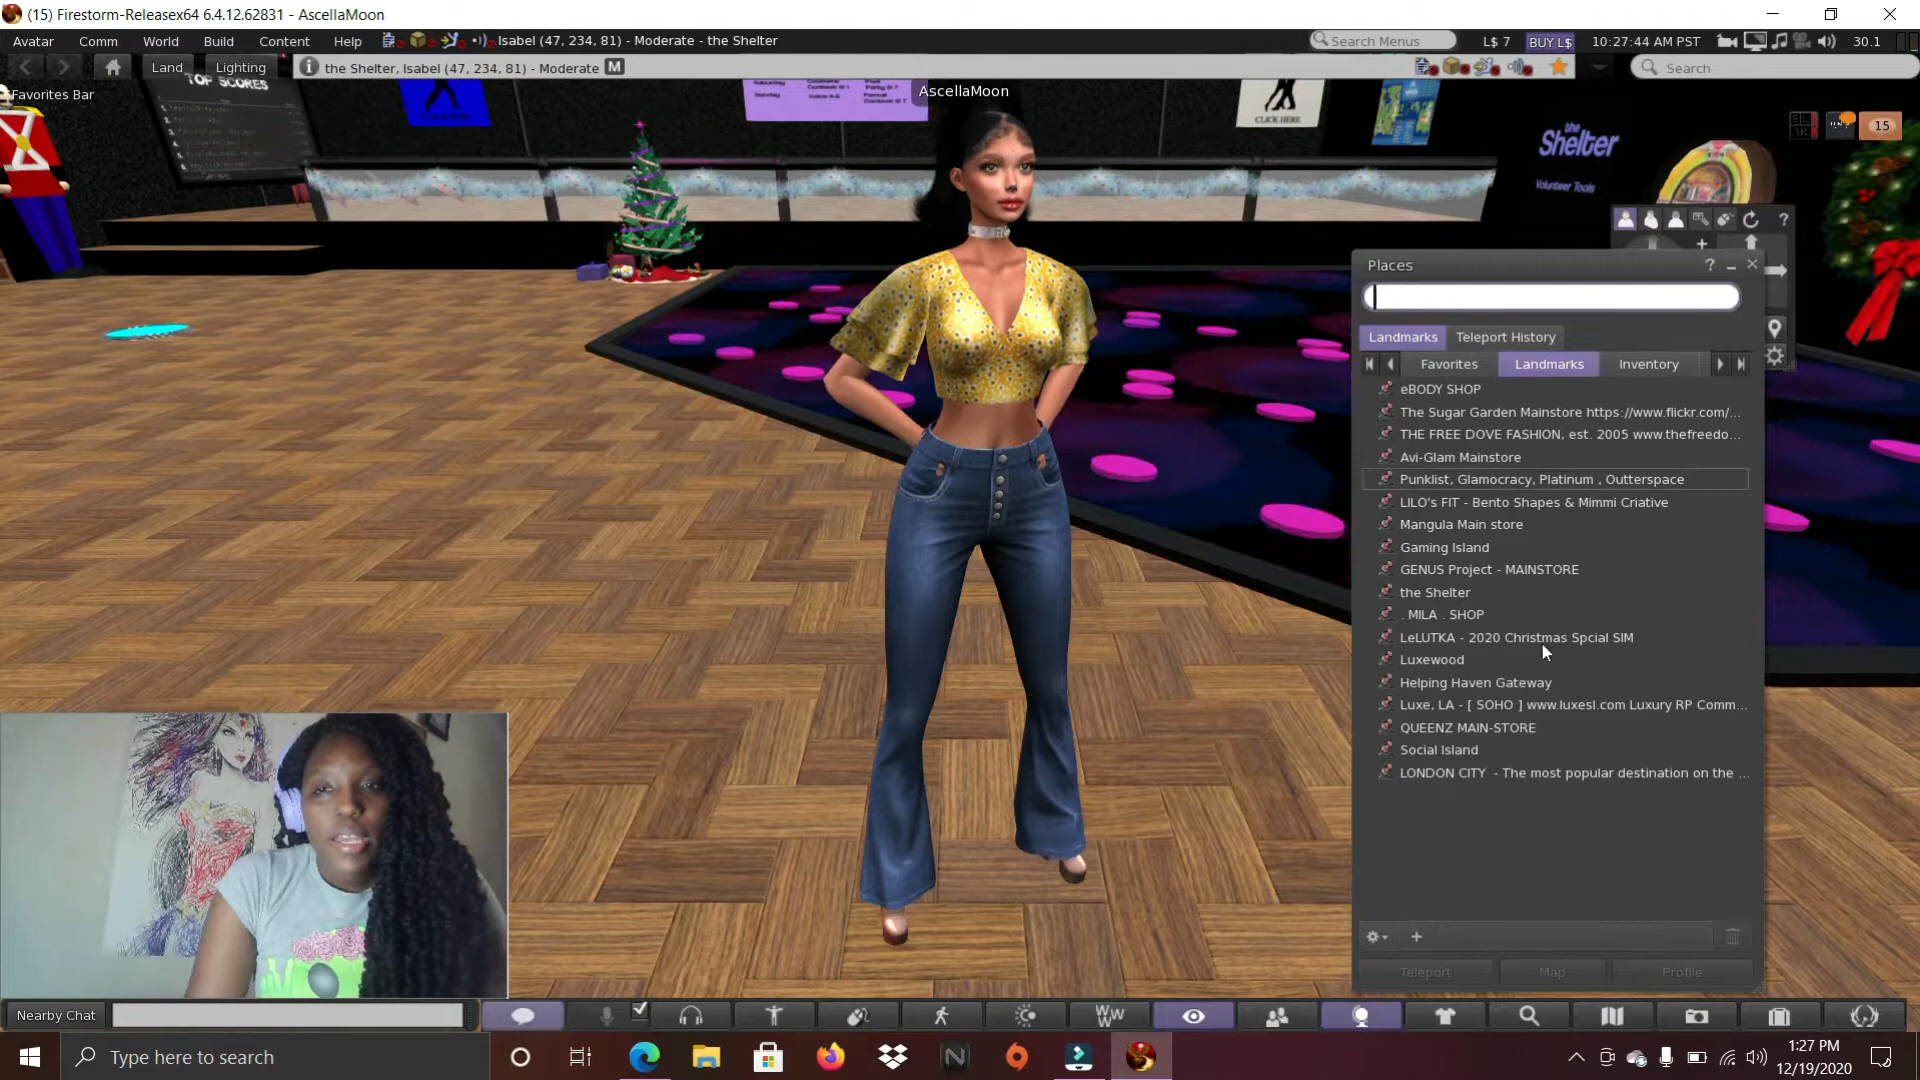 (15) Firestorm-Releasex64 6.4.12.62831 - AscellaMoon
Avatar Comm World Build Content Help Isabel (47, 234, 81) - Moderate - the Shelter Search Menus L$ 7 BUY L$ 10:27:44 AM PST 30.1
Land Lighting the Shelter, Isabel (47, 234, 81) - Moderate M Search
Favorites Bar
AscellaMoon
TOP SCORES
CLICK HERE
15
the Shelter
Volunteer Tools
Places
Landmarks Teleport History
Favorites Landmarks Inventory
eBODY SHOP
The Sugar Garden Mainstore https://www.flickr.com/...
THE FREE DOVE FASHION, est. 2005 www.thefreedo...
Avi-Glam Mainstore
Punklist, Glamocracy, Platinum , Outterspace
LILO's FIT - Bento Shapes & Mimmi Criative
Mangula Main store
Gaming Island
GENUS Project - MAINSTORE
the Shelter
. MILA . SHOP
LeLUTKA - 2020 Christmas Spcial SIM
Luxewood
Helping Haven Gateway
Luxe, LA - [ SOHO ] www.luxesl.com Luxury RP Comm...
QUEENZ MAIN-STORE
Social Island
LONDON CITY - The most popular destination on the ...
Teleport Map Profile
Nearby Chat
WWW
Type here to search
1:27 PM
12/19/2020